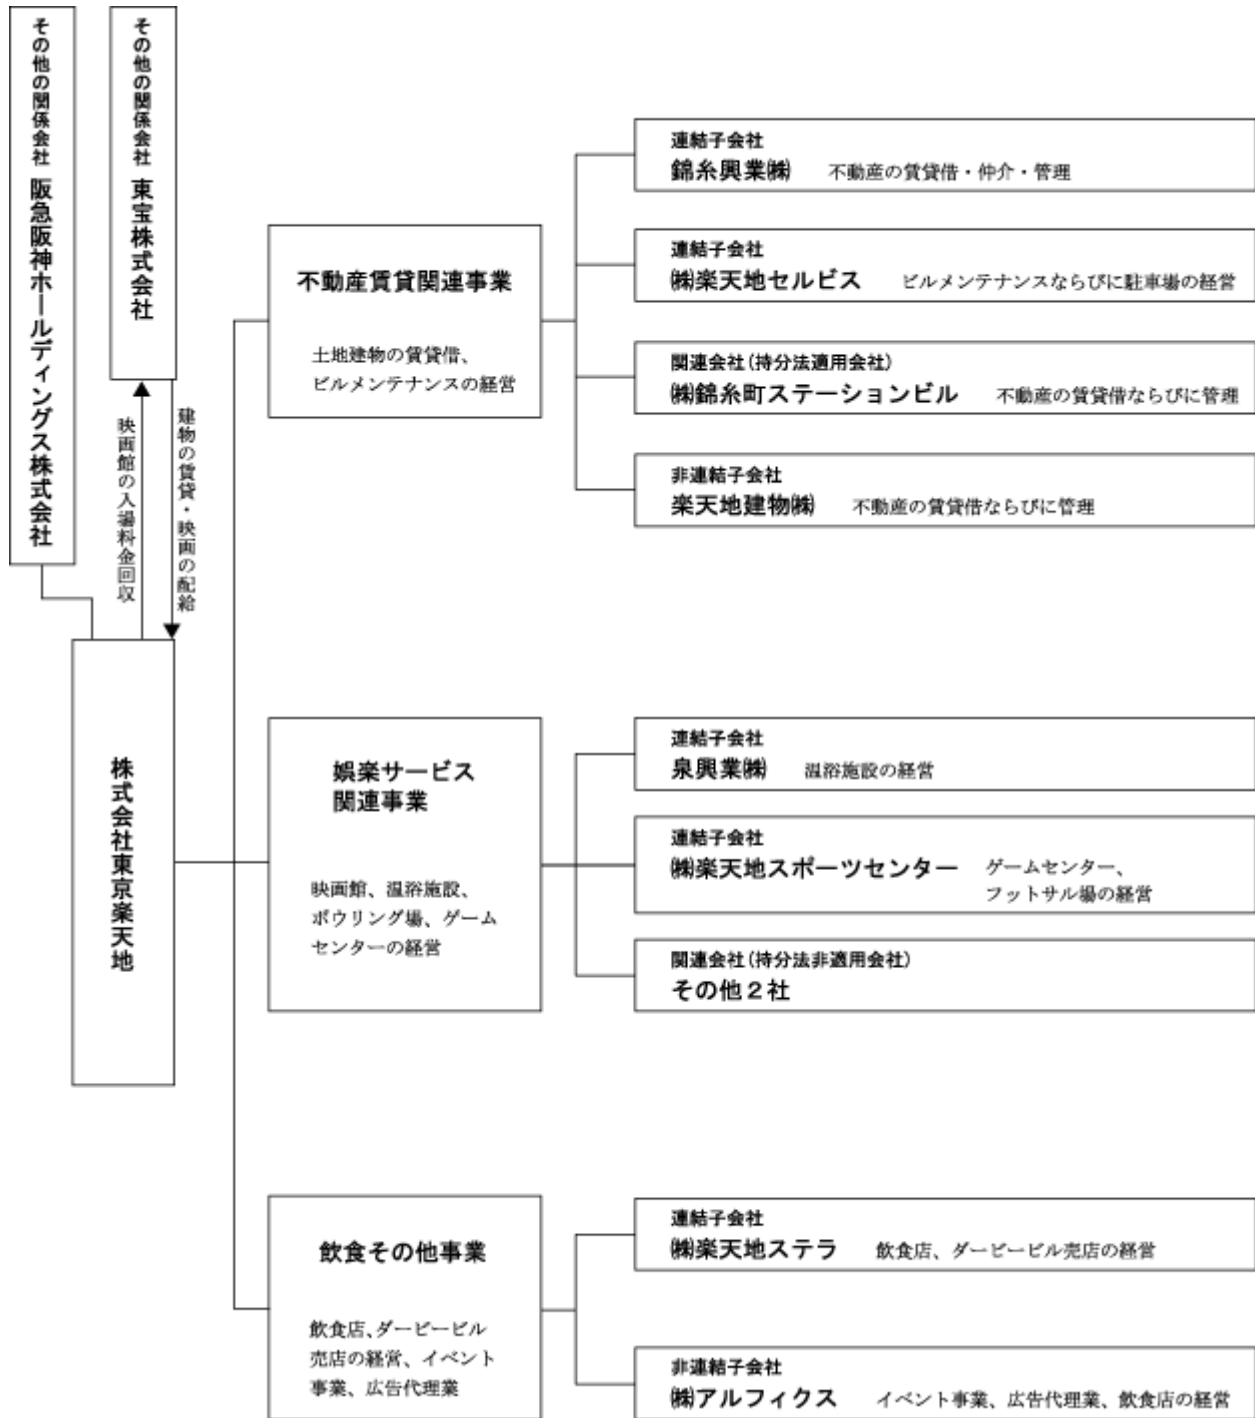 その他の関係会社 阪急阪神ホールディングス株式会社
その他の関係会社 東宝株式会社
映画館の入場料金回収
建物の賃貸・映画の配給
株式会社東京楽天地
不動産賃貸関連事業
土地建物の賃貸借、
ビルメンテナンスの経営
連結子会社
錦糸興業㈱ 不動産の賃貸借・仲介・管理
連結子会社
㈱楽天地セルビス ビルメンテナンスならびに駐車場の経営
関連会社(持分法適用会社)
㈱錦糸町ステーションビル 不動産の賃貸借ならびに管理
非連結子会社
楽天地建物㈱ 不動産の賃貸借ならびに管理
娯楽サービス
関連事業
映画館、温浴施設、
ボウリング場、ゲーム
センターの経営
連結子会社
泉興業㈱ 温浴施設の経営
連結子会社
㈱楽天地スポーツセンター ゲームセンター、
フットサル場の経営
関連会社(持分法非適用会社)
その他2社
飲食その他事業
飲食店、ダービービル
売店の経営、イベント
事業、広告代理業
連結子会社
㈱楽天地ステラ 飲食店、ダービービル売店の経営
非連結子会社
㈱アルフィクス イベント事業、広告代理業、飲食店の経営